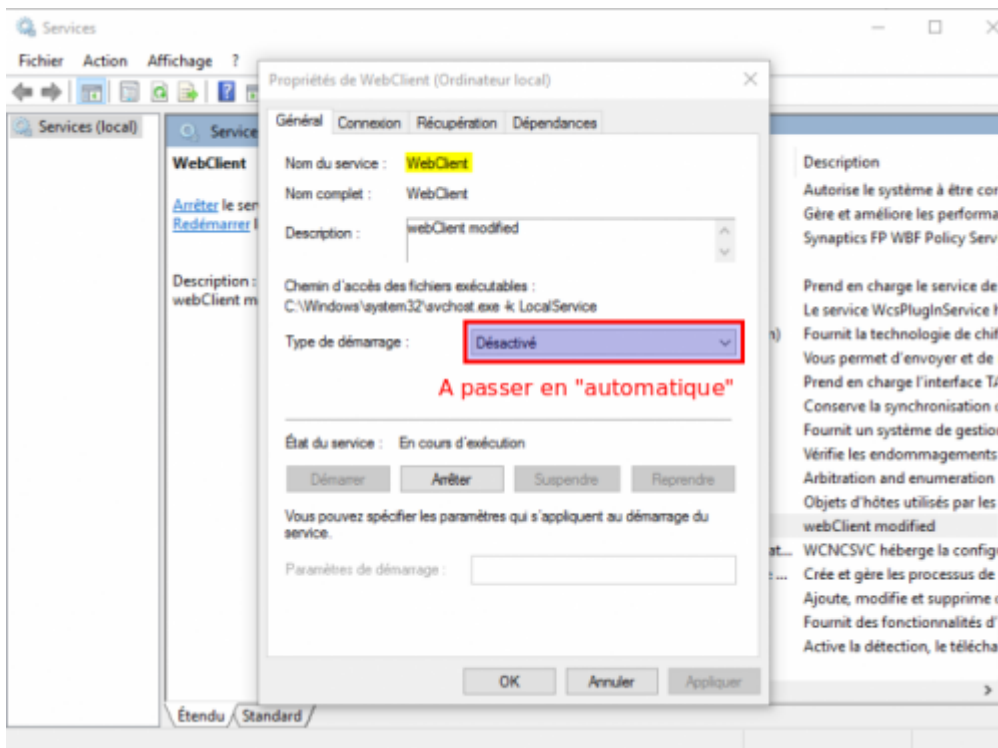 Services
Fichier Action Affichage ?
Propriétés de WebClient (Ordinateur local)
Services (local)
Service
WebClient
Arrêter le ser
Redémarrer l
Description :
webClient m
Général Connexion Récupération Dépendances
Nom du service : WebClient
Nom complet : WebClient
Description : webClient modified
Chemin d'accès des fichiers exécutables :
C:\Windows\system32\svchost.exe -k LocalService
Type de démarrage : Désactivé
A passer en "automatique"
État du service : En cours d'exécution
Démarrer Arrêter Suspendre Reprendre
Vous pouvez spécifier les paramètres qui s'appliquent au démarrage du
service.
Paramètres de démarrage :
OK Annuler Appliquer
Description
Autorise le système à être cor
Gère et améliore les performa
Synaptics FP WBF Policy Serv
Prend en charge le service de
Le service WcsPlugInService h
n) Fournit la technologie de chif
Vous permet d'envoyer et de
Prend en charge l'interface TA
Conserve la synchronisation d
Fournit un système de gestion
Vérifie les endommagements
Arbitration and enumeration
Objets d'hôtes utilisés par les
webClient modified
at... WCNCSVC héberge la config
e ... Crée et gère les processus de
Ajoute, modifie et supprime d
Fournit des fonctionnalités d'
Active la détection, le télécha
Étendu Standard